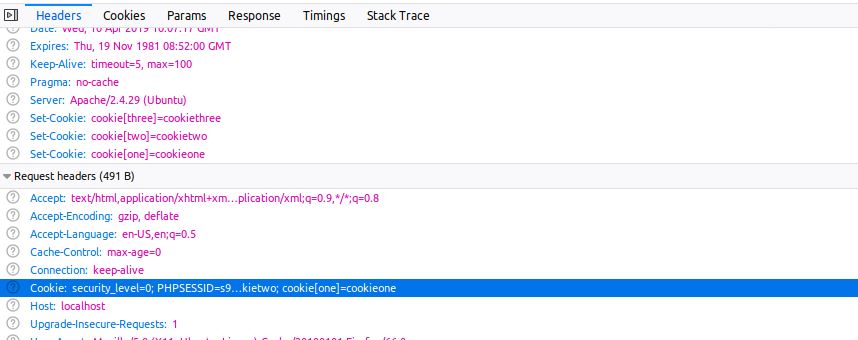 Headers Cookies Params Response Timings Stack Trace
Date: Wed, 10 Apr 2019 10:07:17 GMT
Expires: Thu, 19 Nov 1981 08:52:00 GMT
Keep-Alive: timeout=5, max=100
Pragma: no-cache
Server: Apache/2.4.29 (Ubuntu)
Set-Cookie: cookie[three]=cookiethree
Set-Cookie: cookie[two]=cookietwo
Set-Cookie: cookie[one]=cookieone
Request headers (491 B)
Accept: text/html,application/xhtml+xm…plication/xml;q=0.9,*/*;q=0.8
Accept-Encoding: gzip, deflate
Accept-Language: en-US,en;q=0.5
Cache-Control: max-age=0
Connection: keep-alive
Cookie: security_level=0; PHPSESSID=s9…kietwo; cookie[one]=cookieone
Host: localhost
Upgrade-Insecure-Requests: 1